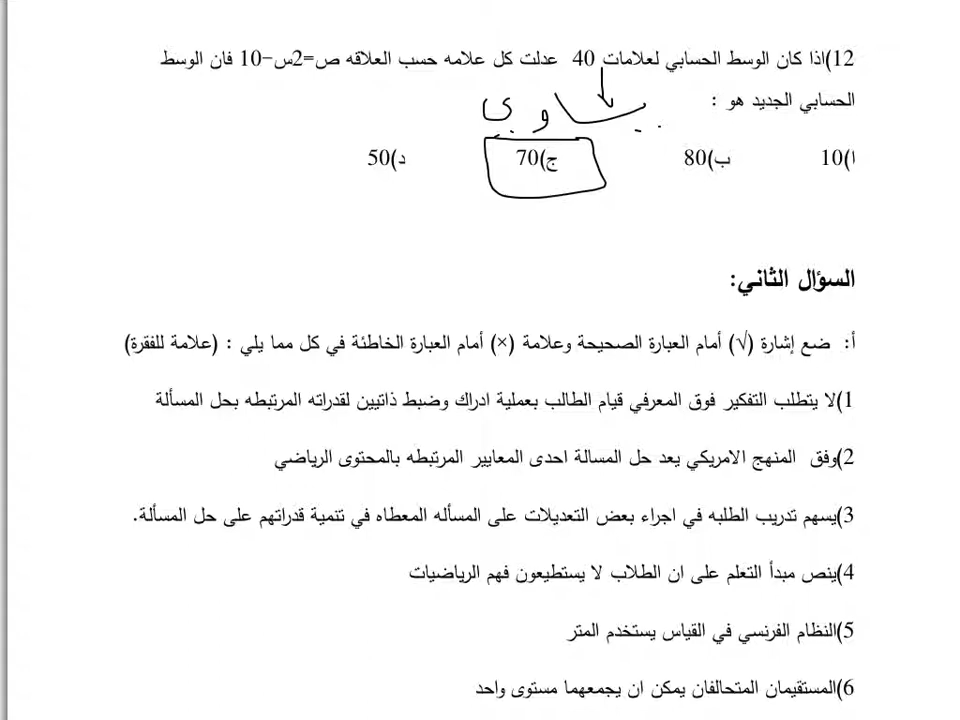 12)اذا كان الوسط الحسابي لعلامات 40 عدلت كل علامه حسب العلاقه ص=2س-10 فان الوسط
الحسابي الجديد هو :
يساوي
ا)10 ب)80 ج)70 د)50
السؤال الثاني:
أ: ضع إشارة (√) أمام العبارة الصحيحة وعلامة (×) أمام العبارة الخاطئة في كل مما يلي : (علامة للفقرة)
1)لا يتطلب التفكير فوق المعرفي قيام الطالب بعملية ادراك وضبط ذاتيين لقدراته المرتبطه بحل المسألة
2)وفق المنهج الامريكي يعد حل المسالة احدى المعايير المرتبطه بالمحتوى الرياضي
3)يسهم تدريب الطلبه في اجراء بعض التعديلات على المسأله المعطاه في تنمية قدراتهم على حل المسألة.
4)ينص مبدأ التعلم على ان الطلاب لا يستطيعون فهم الرياضيات
5)النظام الفرنسي في القياس يستخدم المتر
6)المستقيمان المتحالفان يمكن ان يجمعهما مستوى واحد